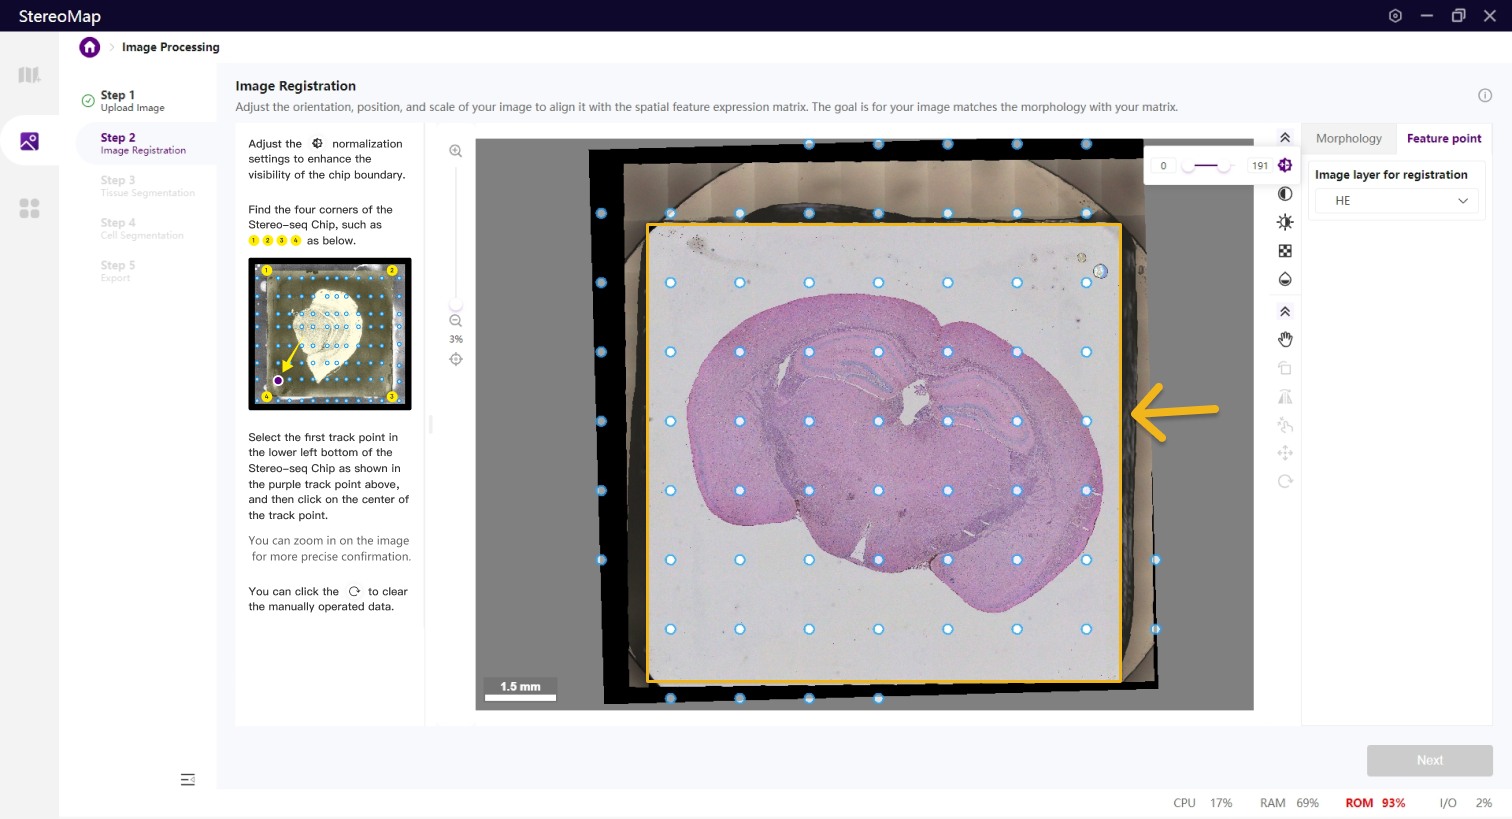 StereoMap
Image Processing
Step 1
Upload Image
Step 2
Image Registration
Step 3
Tissue Segmentation
Step 4
Cell Segmentation
Step 5
Export
Image Registration
Adjust the orientation, position, and scale of your image to align it with the spatial feature expression matrix. The goal is for your image matches the morphology with your matrix.
Adjust the normalization
settings to enhance the
visibility of the chip boundary.
Find the four corners of the
Stereo-seq Chip, such as
1 2 3 4 as below.
1 2
4 3
Select the first track point in
the lower left bottom of the
Stereo-seq Chip as shown in
the purple track point above,
and then click on the center of
the track point.
You can zoom in on the image
for more precise confirmation.
You can click the to clear
the manually operated data.
3%
1.5 mm
0 191
Morphology Feature point
Image layer for registration
HE
Next
CPU 17% RAM 69% ROM 93% I/O 2%